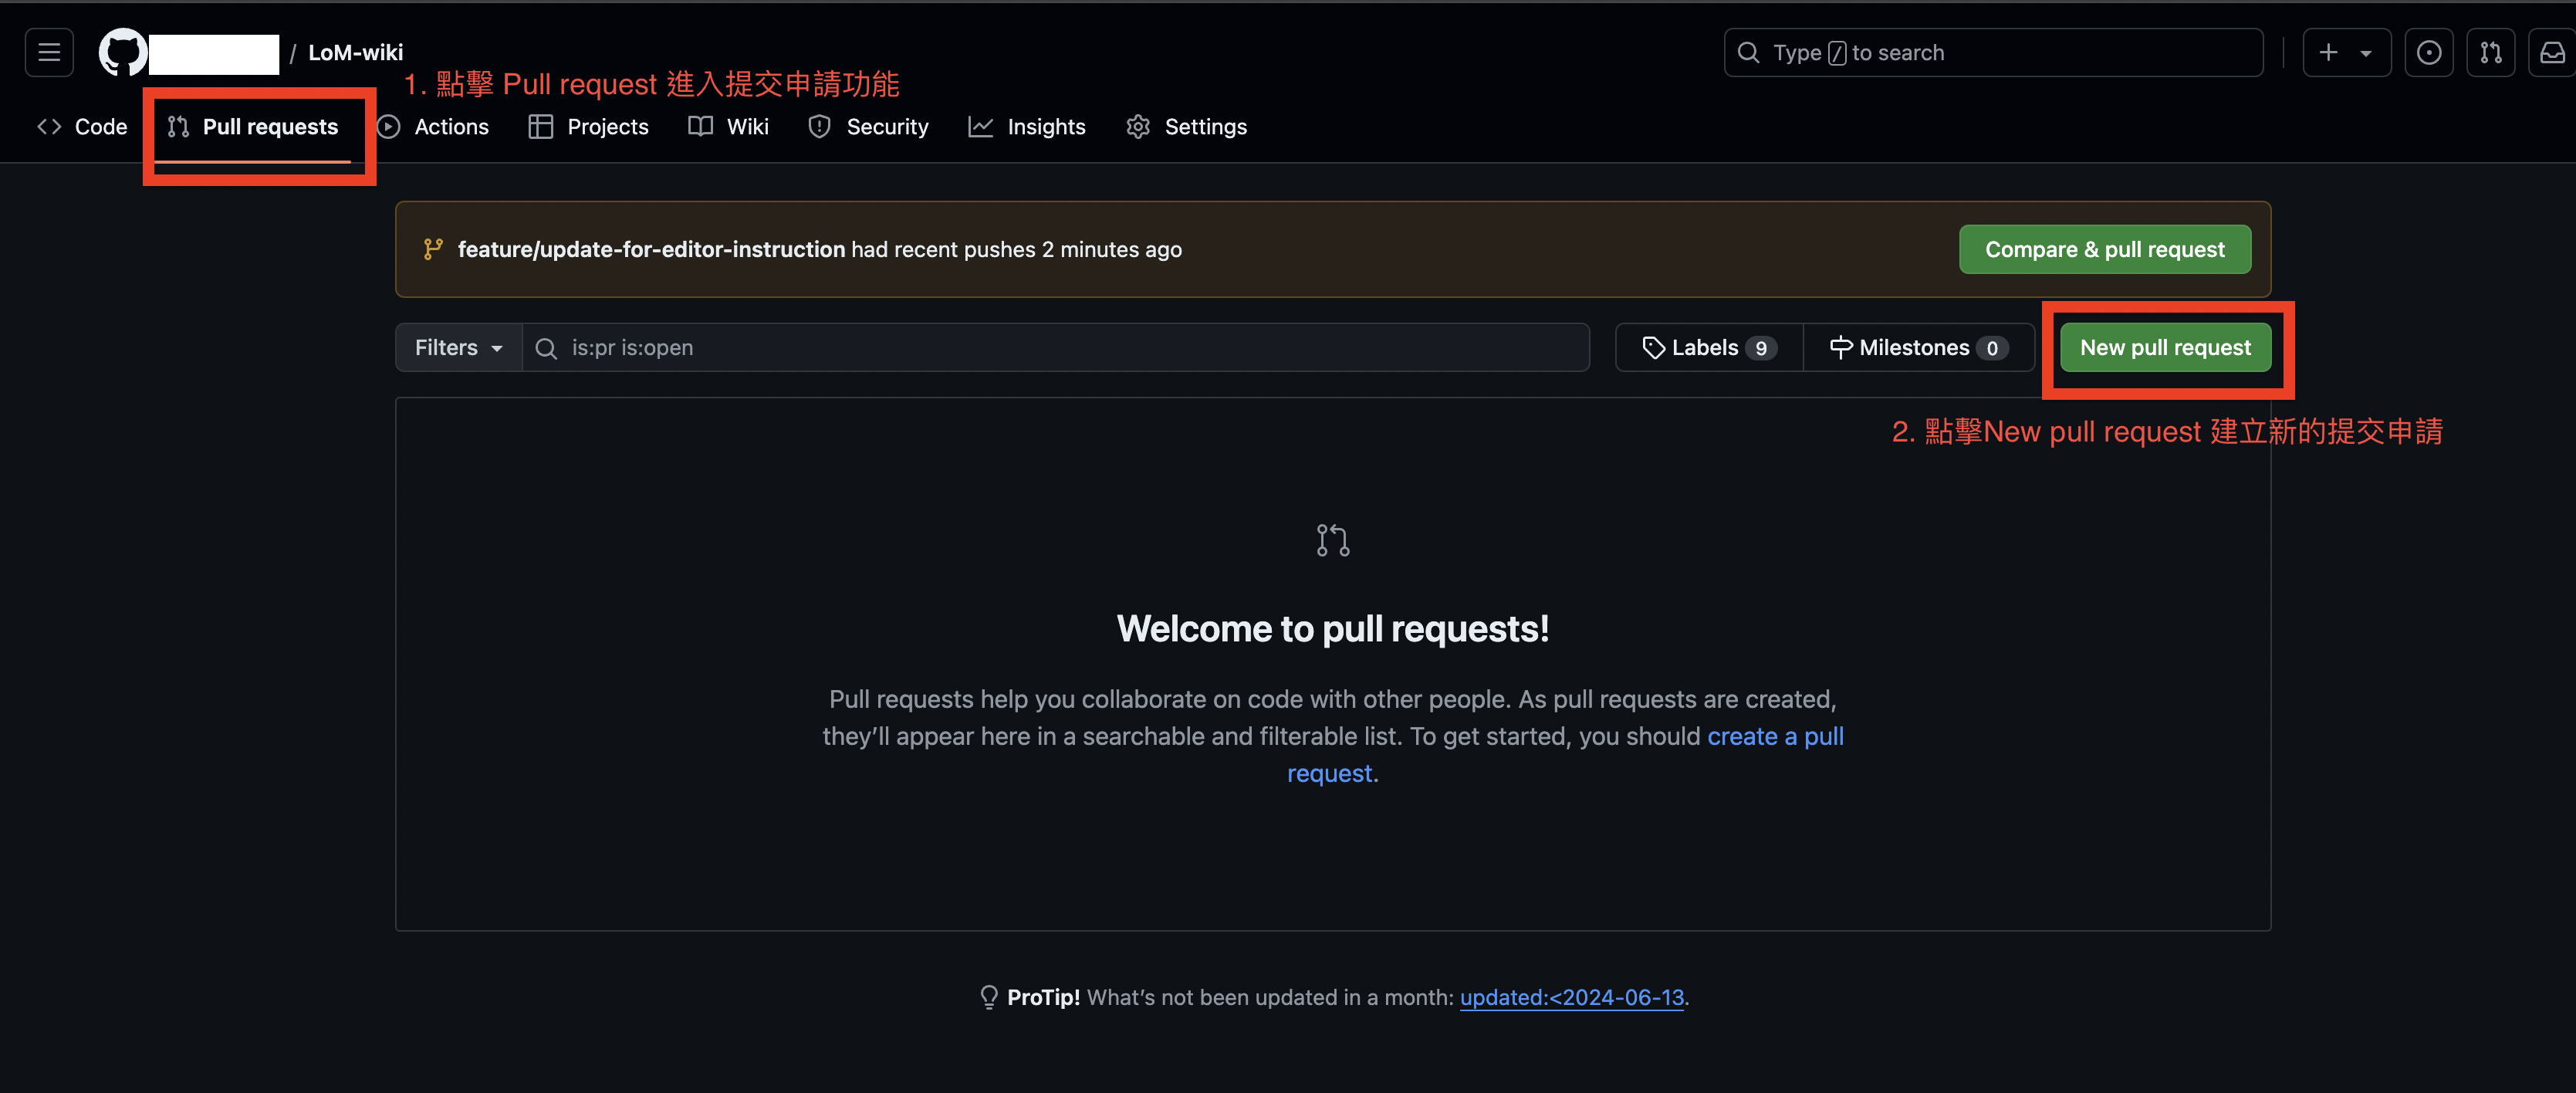 / LoM-wiki
Type / to search
1. 點擊 Pull request 進入提交申請功能
Code
Pull requests
Actions
Projects
Wiki
Security
Insights
Settings
feature/update-for-editor-instruction had recent pushes 2 minutes ago
Compare & pull request
Filters
is:pr is:open
Labels 9
Milestones 0
New pull request
2. 點擊New pull request 建立新的提交申請
Welcome to pull requests!
Pull requests help you collaborate on code with other people. As pull requests are created,
they’ll appear here in a searchable and filterable list. To get started, you should create a pull
request.
ProTip! What’s not been updated in a month: updated:<2024-06-13.